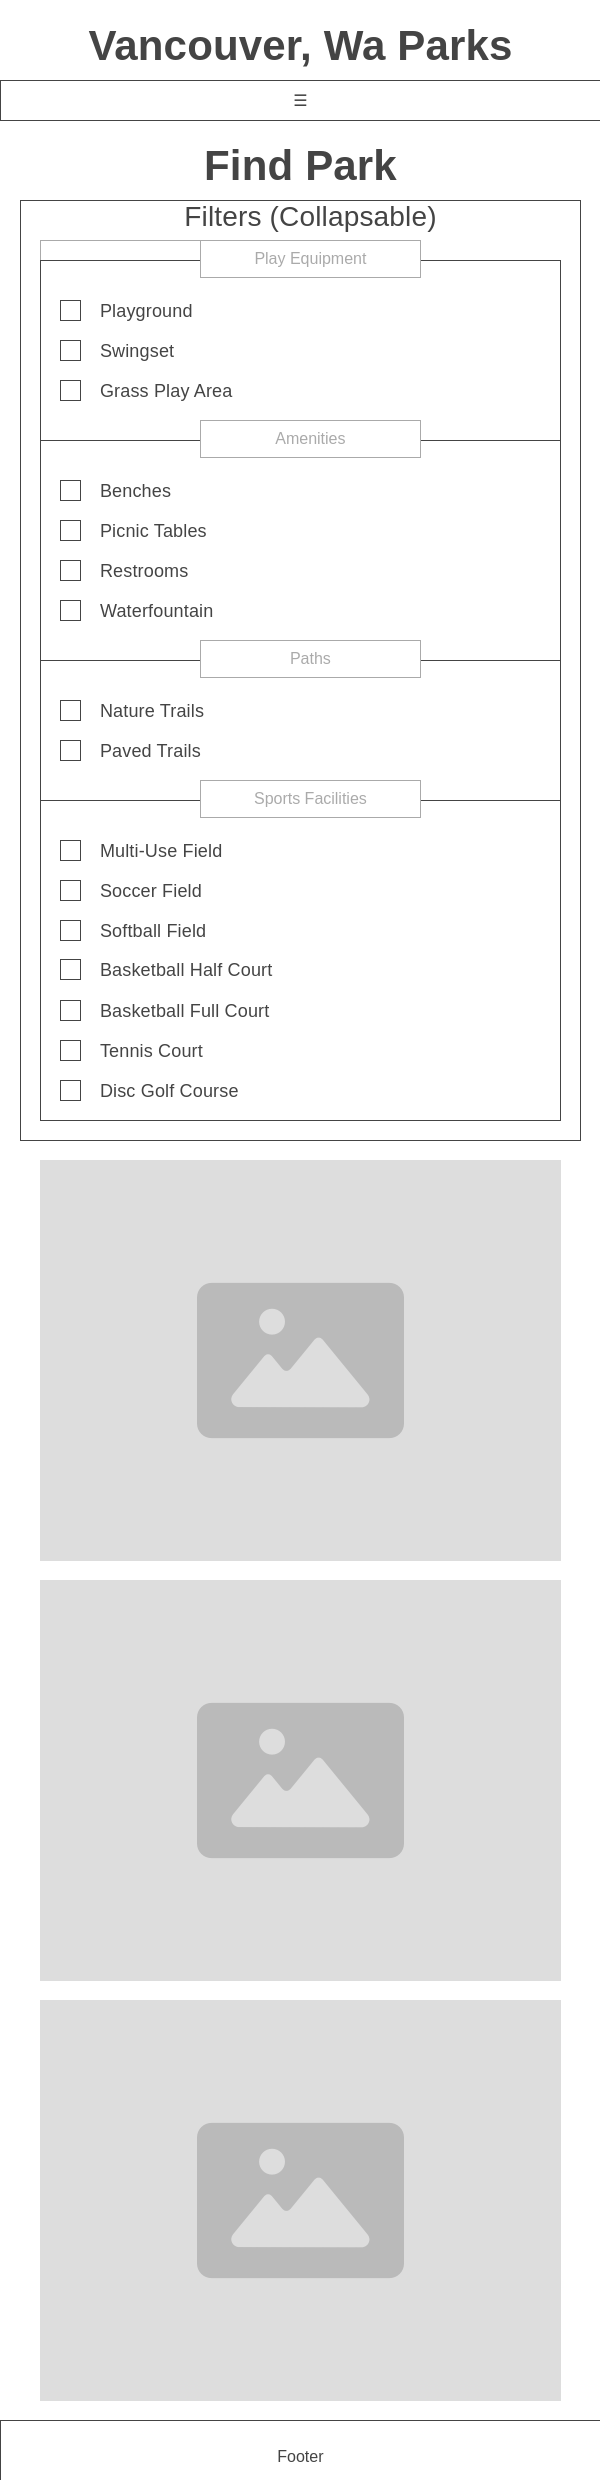 Vancouver, Wa Parks
☰
Find Park
Filters (Collapsable)
Play Equipment
Playground
Swingset
Grass Play Area
Amenities
Benches
Picnic Tables
Restrooms
Waterfountain
Paths
Nature Trails
Paved Trails
Sports Facilities
Multi-Use Field
Soccer Field
Softball Field
Basketball Half Court
Basketball Full Court
Tennis Court
Disc Golf Course
Footer